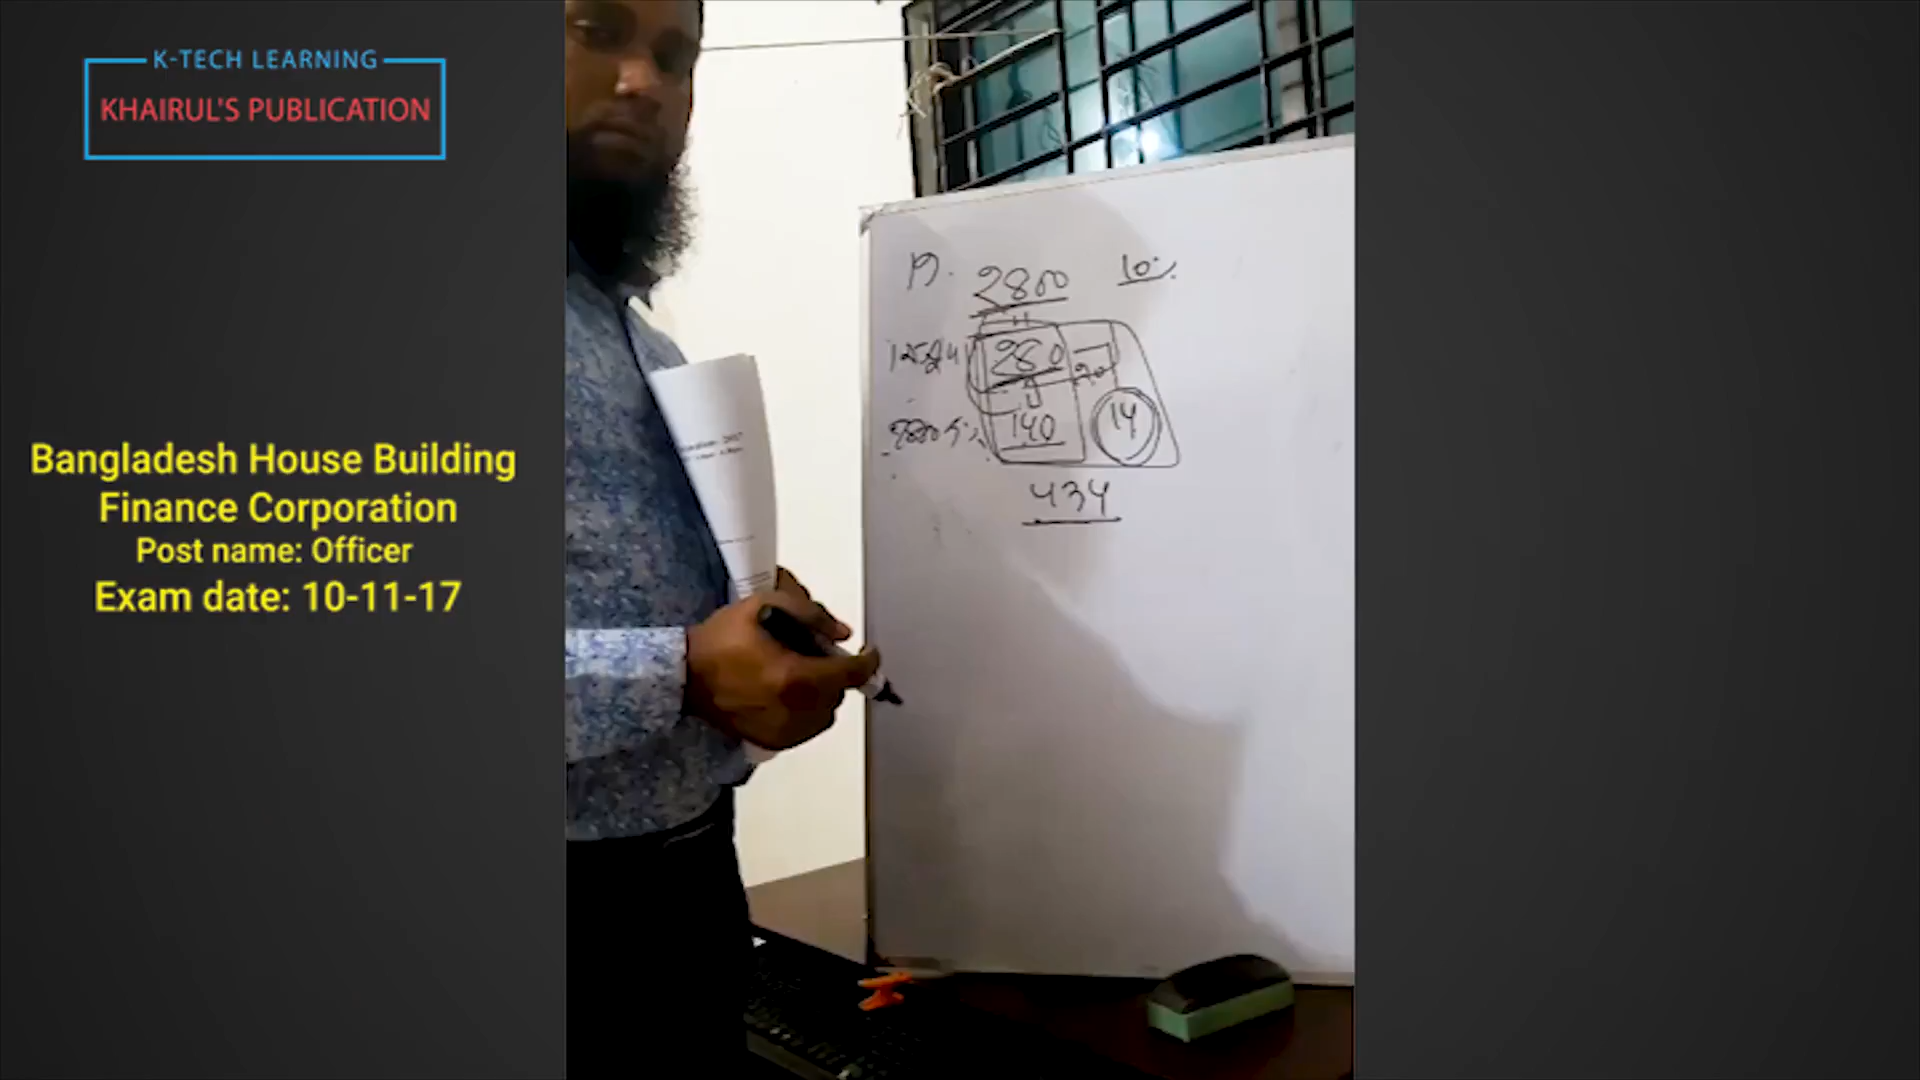 K-TECH LEARNING
KHAIRUL'S PUBLICATION
Bangladesh House Building
Finance Corporation
Post name: Officer
Exam date: 10-11-17
2800 10%
280
140 14
434